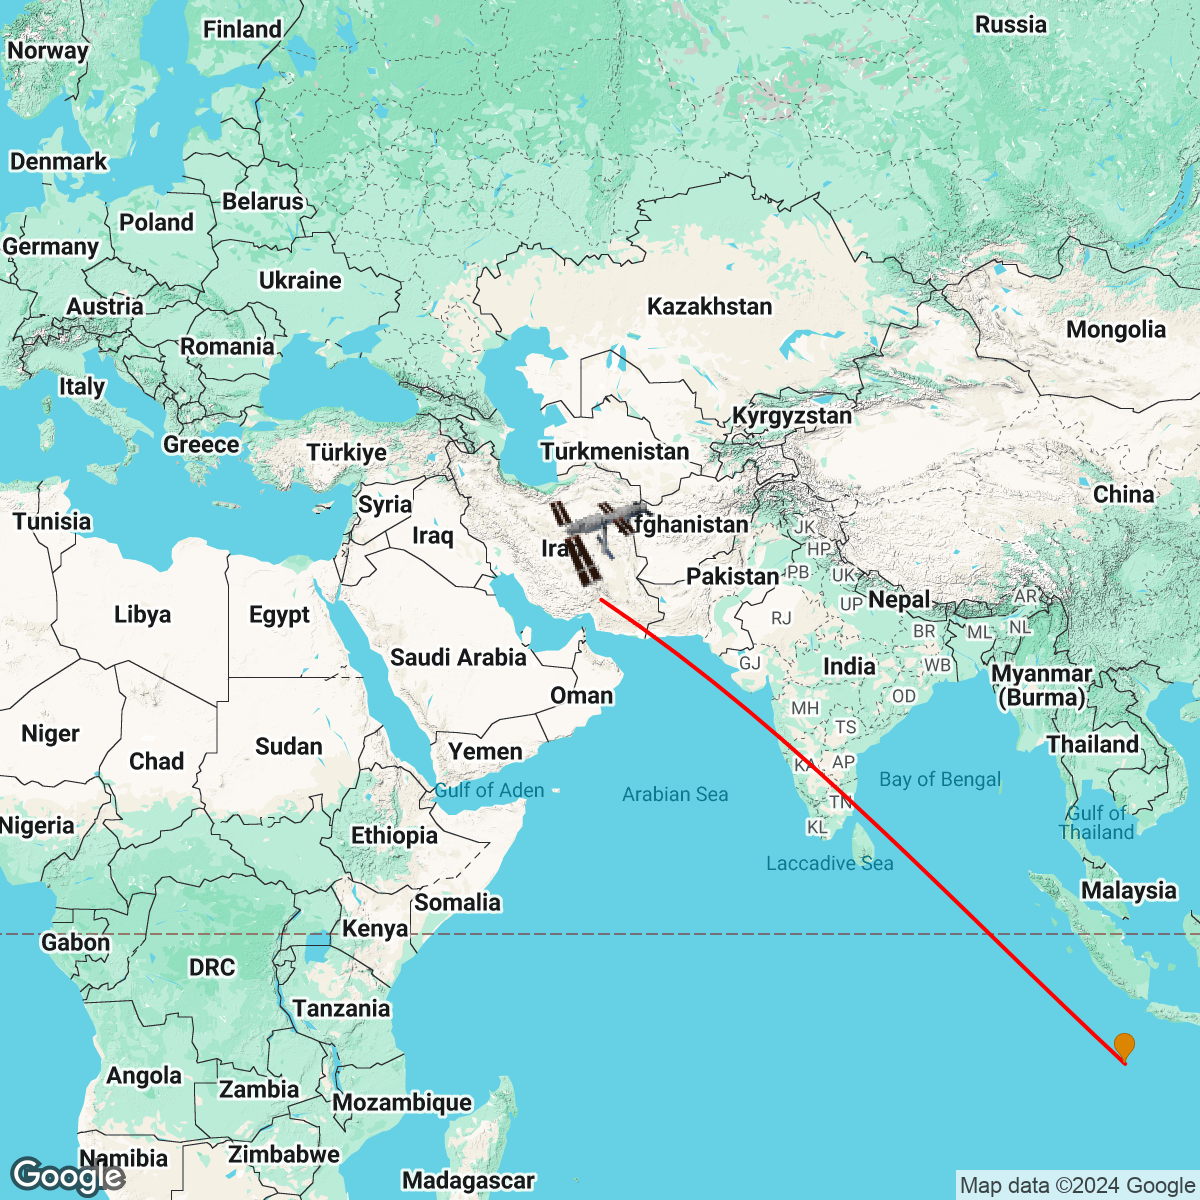 Russia
Finland
Norway
Denmark
Belarus
Poland
Germany
Ukraine
Austria
Kazakhstan
Mongolia
Romania
Italy
Kyrgyzstan
Greece
Türkiye
Turkmenistan
China
Syria
Tunisia
Iraq
Afghanistan
JK
Iran
HP
Pakistan
PB
UK
Nepal
AR
UP
Libya
Egypt
RJ
BR
ML
NL
Saudi Arabia
GJ
India
WB
Myanmar
(Burma)
Oman
OD
MH
Niger
TS
Sudan
Yemen
Thailand
Chad
KA
AP
Bay of Bengal
Gulf of Aden
Arabian Sea
TN
Gulf of
Thailand
Nigeria
KL
Ethiopia
Laccadive Sea
Malaysia
Somalia
Kenya
Gabon
DRC
Tanzania
Angola
Zambia
Mozambique
Zimbabwe
Namibia
Madagascar
Google
Map data ©2024 Google